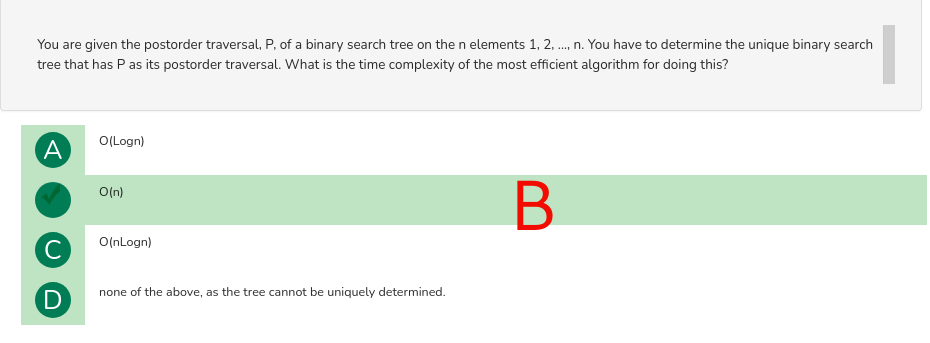 You are given the postorder traversal, P, of a binary search tree on the n elements 1, 2, ..., n. You have to determine the unique binary search
tree that has P as its postorder traversal. What is the time complexity of the most efficient algorithm for doing this?
A O(Logn)
O(n) B
C O(nLogn)
D none of the above, as the tree cannot be uniquely determined.